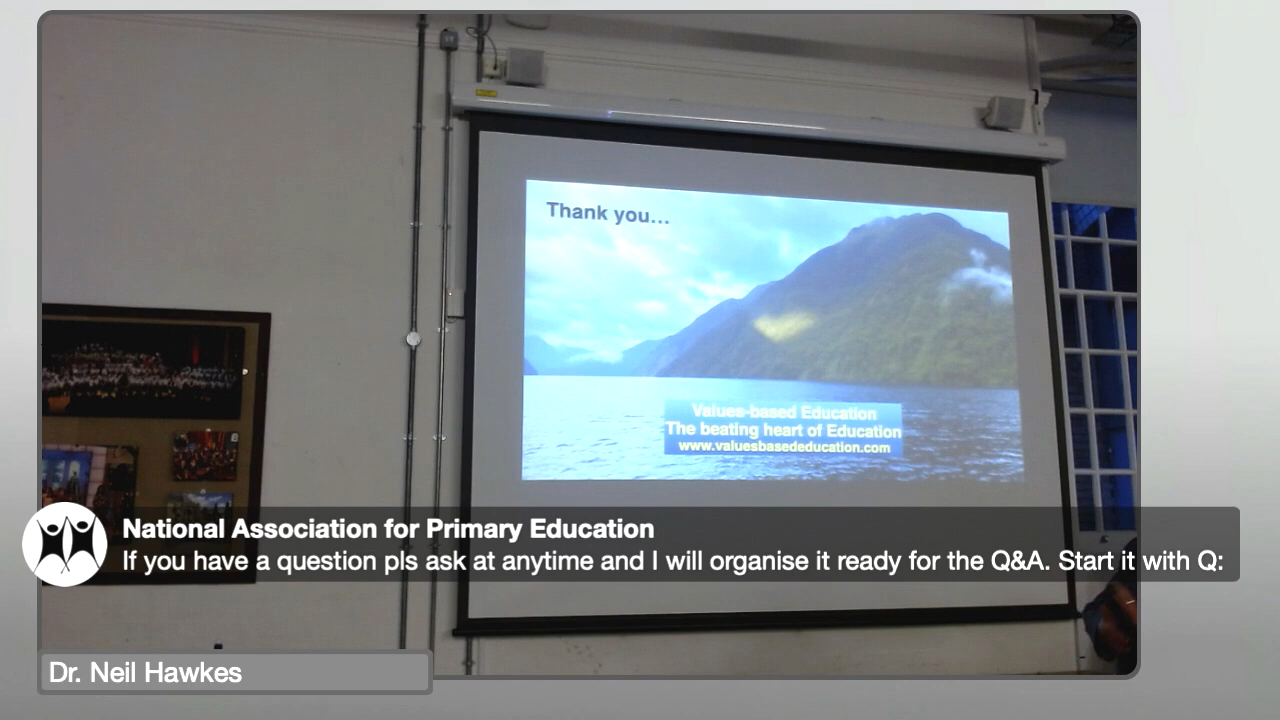 Thank you...
Values-based Education
The beating heart of Education
www.valuesbasededucation.com
National Association for Primary Education
If you have a question pls ask at anytime and I will organise it ready for the Q&A. Start it with Q:
Dr. Neil Hawkes